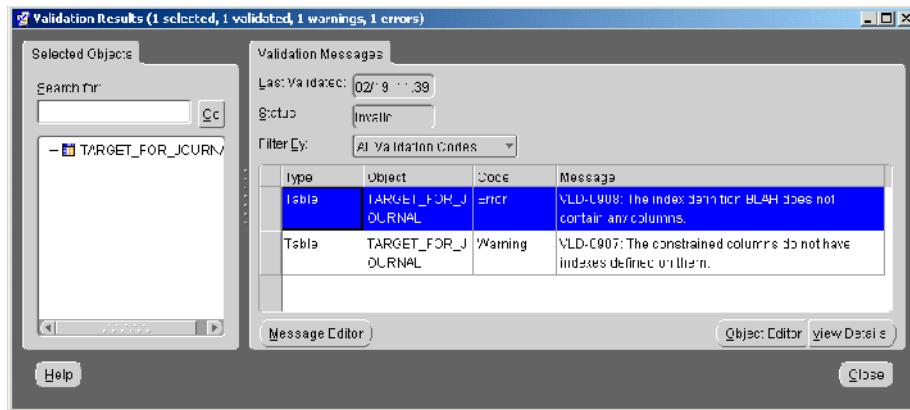 Validation Results (1 selected, 1 validated, 1 warnings, 1 errors)
Selected Objects
Validation Messages
Search for:
Go
TARGET_FOR_JOURNA
Last Validated:
Status
Invalid
Filter By:
All Validation Codes
Type Object Code Message
Table TARGET_FOR_J Error VLD-0908: The index definition BLAH does not
OURNAL contain any columns.
Table TARGET_FOR_J Warning VLD-0907: The constrained columns do not have
OURNAL indexes defined on them.
Message Editor
Object Editor
View Details
Help
Close